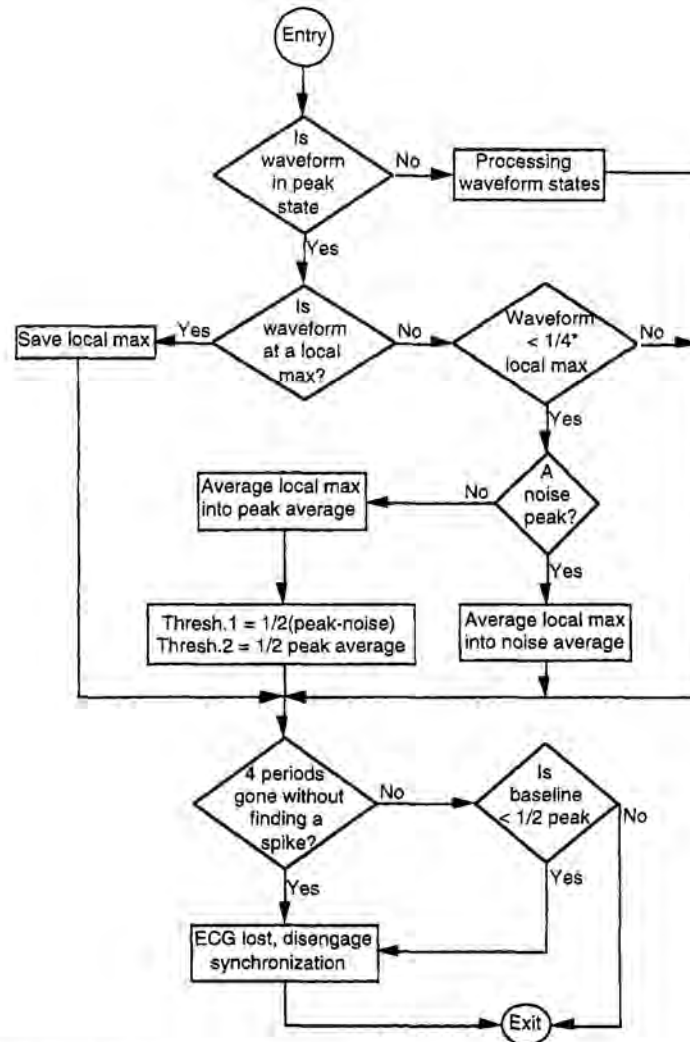 Entry
Is
waveform
in peak
state
No
Processing
waveform states
Yes
Is
waveform
at a local
max?
Yes
Save local max
No
Waveform
< 1/4*
local max
No
Yes
A
noise
peak?
No
Average local max
into peak average
Yes
Thresh.1 = 1/2(peak-noise)
Thresh.2 = 1/2 peak average
Average local max
into noise average
4 periods
gone without
finding a
spike?
No
Is
baseline
< 1/2 peak
No
Yes
Yes
ECG lost, disengage
synchronization
Exit